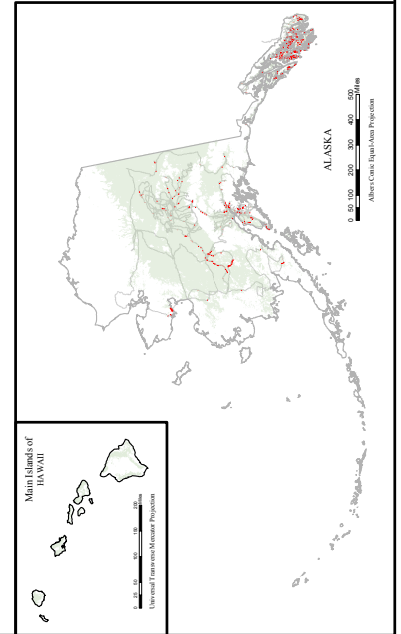 Main Islands of
HAWAII
0 25 50 100 200
Miles
Universal Transverse Mercator Projection
ALASKA
0 50 100 200 300 400 500
Miles
Albers Conic Equal-Area Projection